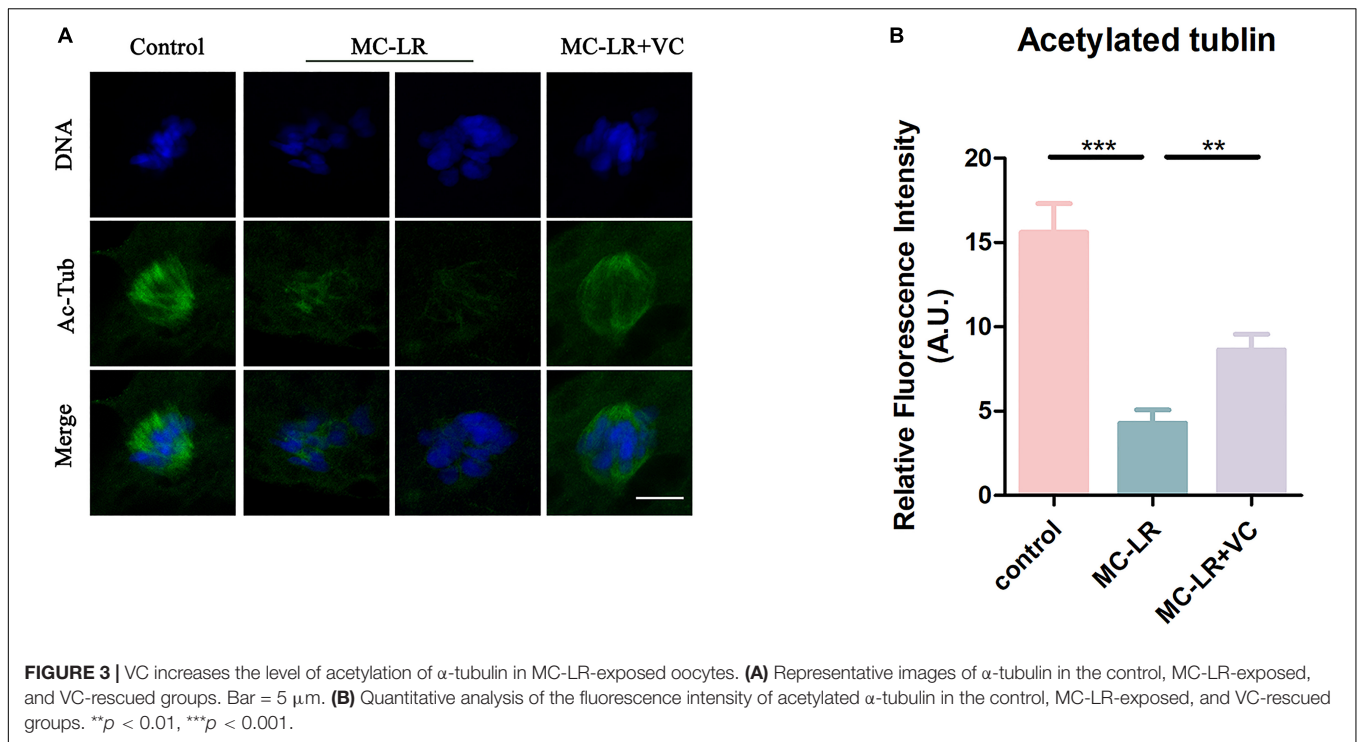 A
Control
MC-LR
MC-LR+VC
DNA
Ac-Tub
Merge
B
Acetylated tublin
Relative Fluorescence Intensity
(A.U.)
20
15
10
5
0
***
**
control
MC-LR
MC-LR+VC
FIGURE 3 | VC increases the level of acetylation of α-tubulin in MC-LR-exposed oocytes. (A) Representative images of α-tubulin in the control, MC-LR-exposed,
and VC-rescued groups. Bar = 5 μm. (B) Quantitative analysis of the fluorescence intensity of acetylated α-tubulin in the control, MC-LR-exposed, and VC-rescued
groups. **p < 0.01, ***p < 0.001.